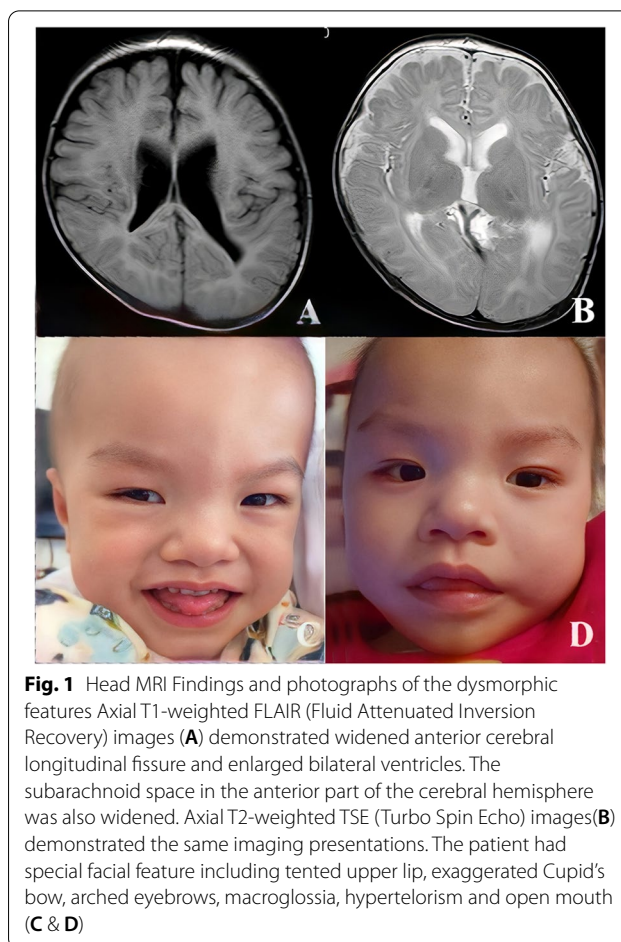 A
B
C
D
Fig. 1 Head MRI Findings and photographs of the dysmorphic
features Axial T1-weighted FLAIR (Fluid Attenuated Inversion
Recovery) images (A) demonstrated widened anterior cerebral
longitudinal fissure and enlarged bilateral ventricles. The
subarachnoid space in the anterior part of the cerebral hemisphere
was also widened. Axial T2-weighted TSE (Turbo Spin Echo) images(B)
demonstrated the same imaging presentations. The patient had
special facial feature including tented upper lip, exaggerated Cupid's
bow, arched eyebrows, macroglossia, hypertelorism and open mouth
(C & D)